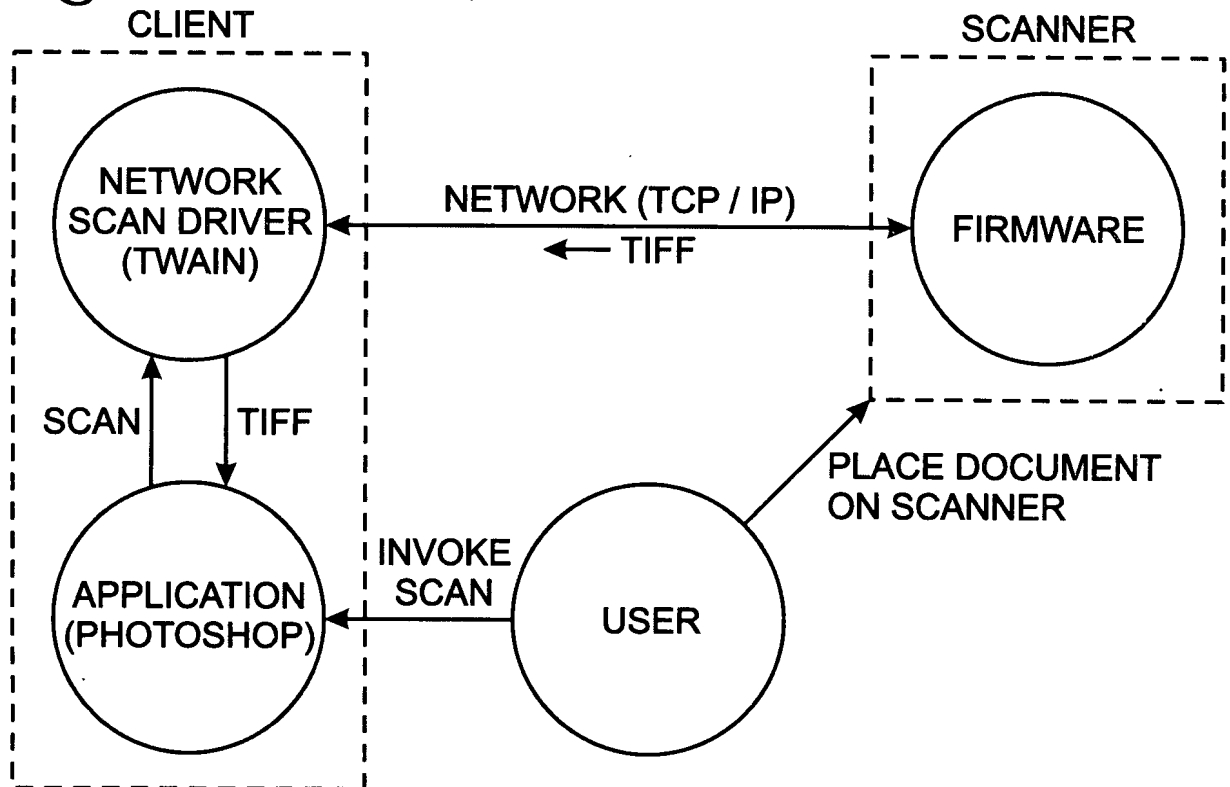 CLIENT
SCANNER
NETWORK
SCAN DRIVER
(TWAIN)
NETWORK (TCP / IP)
TIFF
FIRMWARE
SCAN
TIFF
PLACE DOCUMENT
ON SCANNER
INVOKE
SCAN
APPLICATION
(PHOTOSHOP)
USER